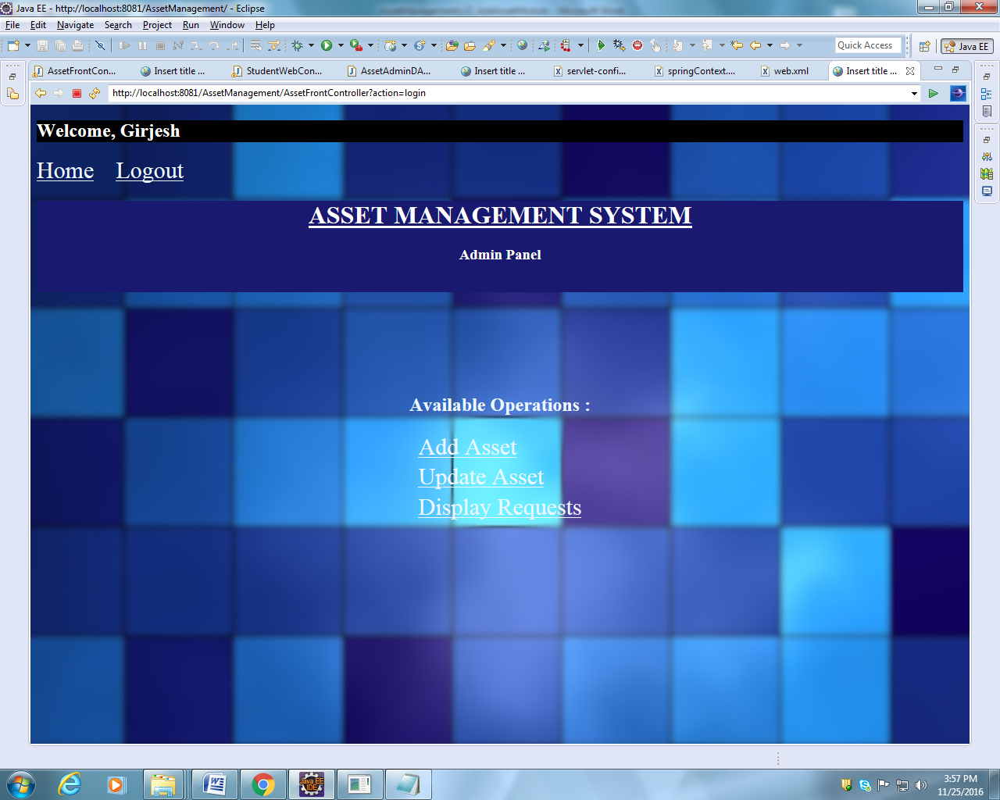 Java EE - http://localhost:8081/AssetManagement/ - Eclipse
File Edit Navigate Search Project Run Window Help
Quick Access
Java EE
AssetFrontCon...
Insert title ...
StudentWebCon...
AssetAdminDA...
Insert title ...
servlet-confi...
springContext....
web.xml
Insert title ...
http://localhost:8081/AssetManagement/AssetFrontController?action=login
Welcome, Girjesh
Home Logout
ASSET MANAGEMENT SYSTEM
Admin Panel
Available Operations :
Add Asset
Update Asset
Display Requests
Java EE
IDE
3:57 PM
11/25/2016